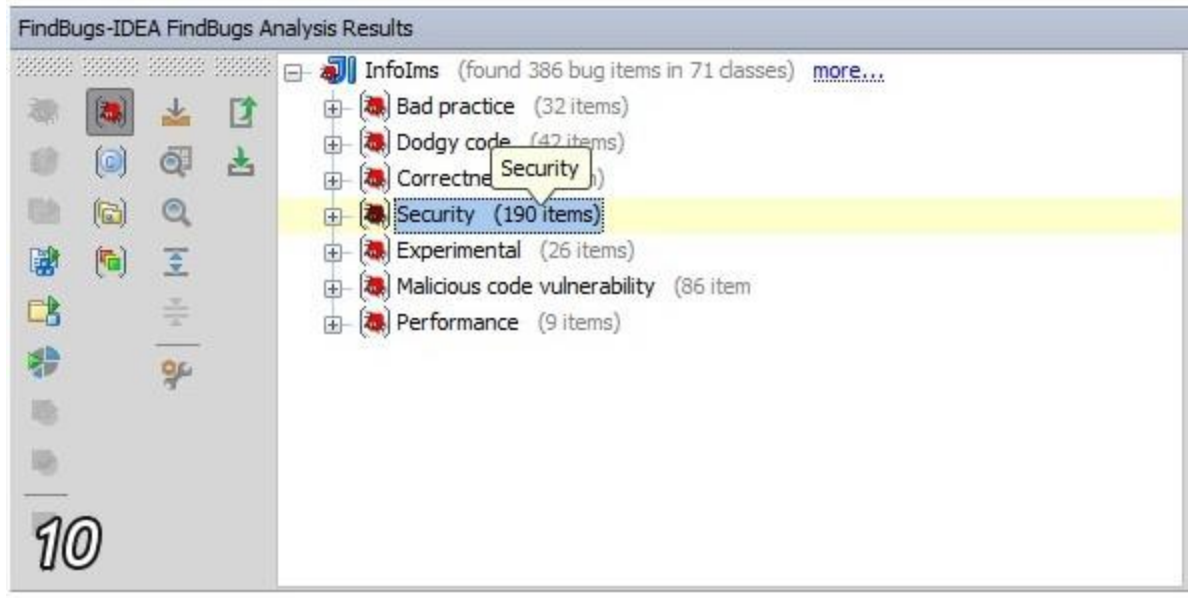 FindBugs-IDEA FindBugs Analysis Results
InfoIms (found 386 bug items in 71 classes) more...
Bad practice (32 items)
Dodgy code (42 items)
Security
Security (190 items)
Experimental (26 items)
Malicious code vulnerability (86 item
Performance (9 items)
10